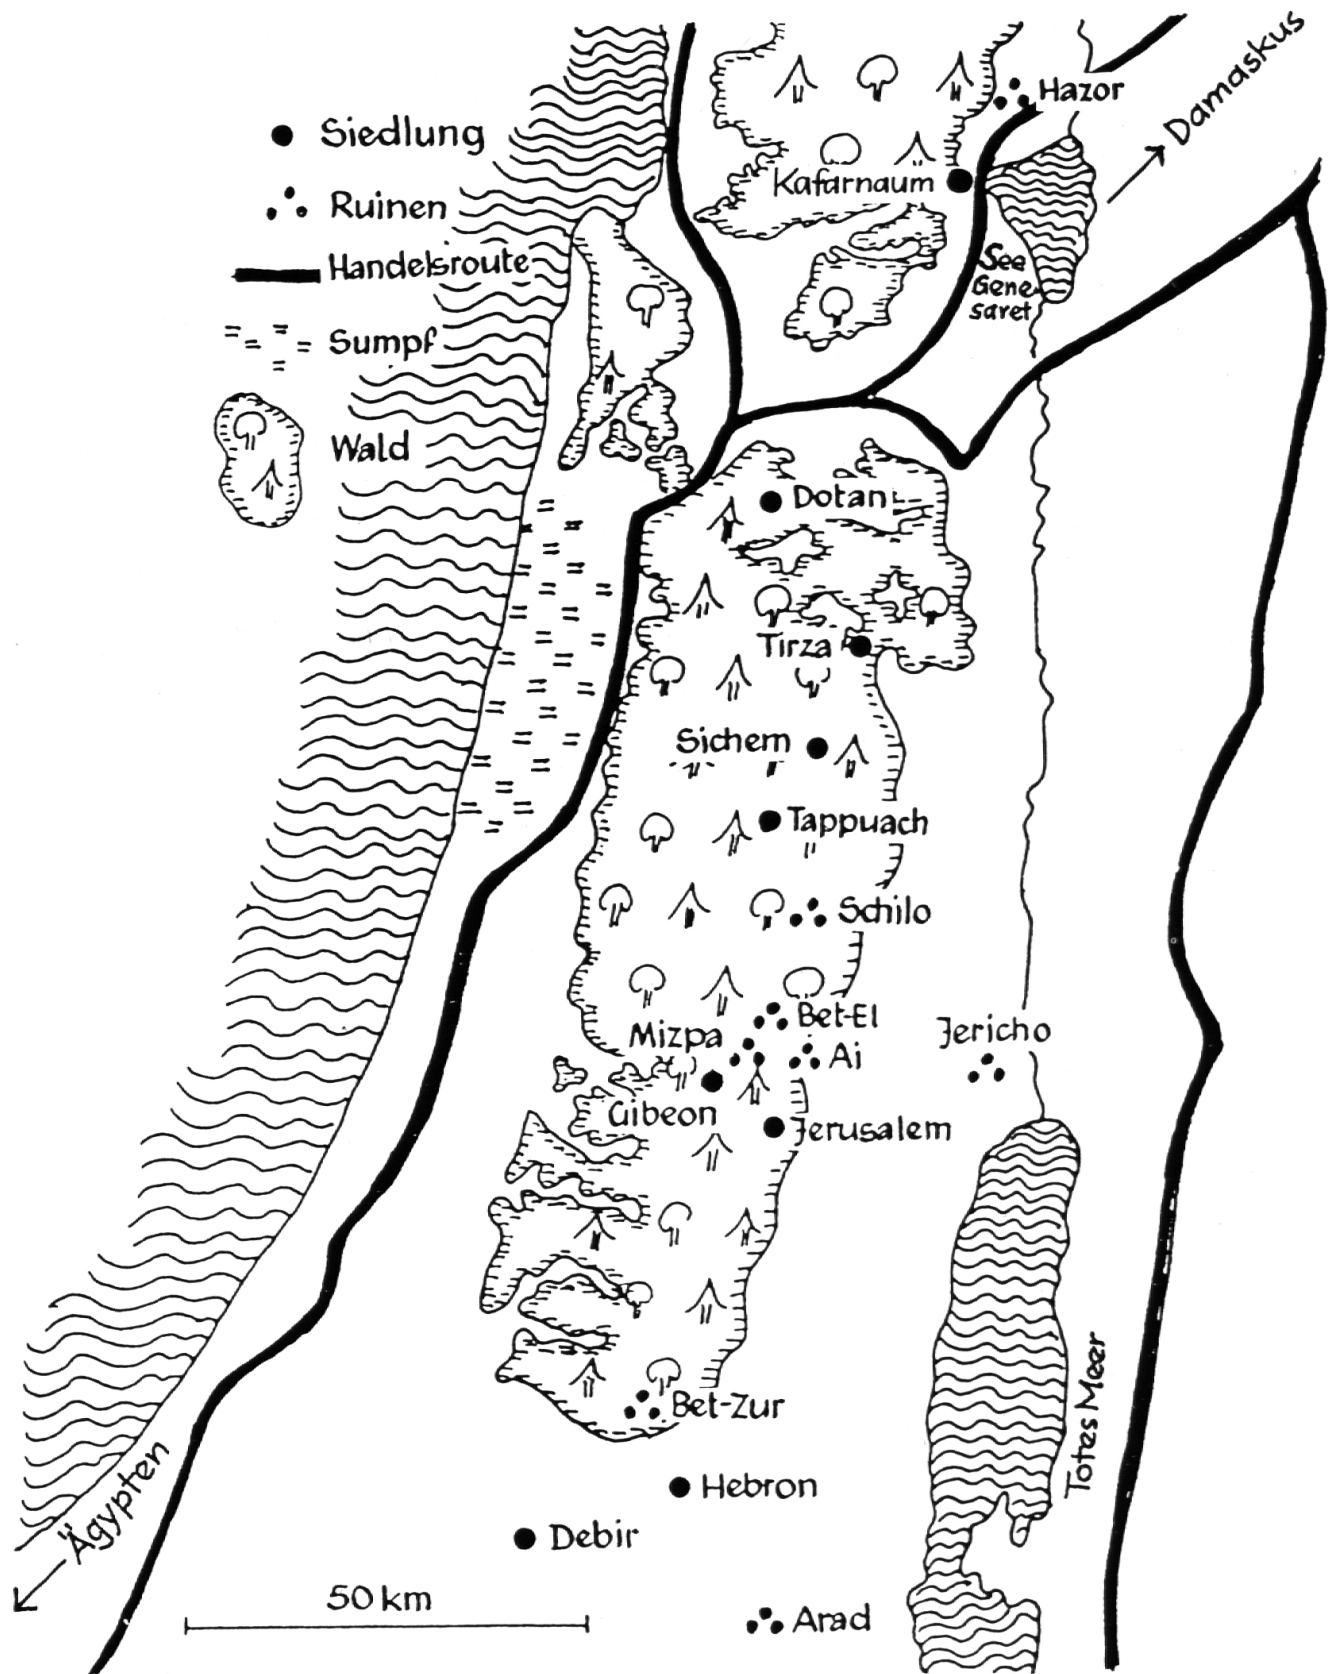 Siedlung
Ruinen
Handelsroute
Sumpf
Wald
Hazor
Damaskus
Kafarnaum
See
Gene-
saret
Dotan
Tirza
Sichem
Tappuach
Schilo
Bet-El
Mizpa
Ai
Jericho
Gibeon
Jerusalem
Bet-Zur
Totes Meer
Hebron
Debir
Ägypten
50 km
Arad